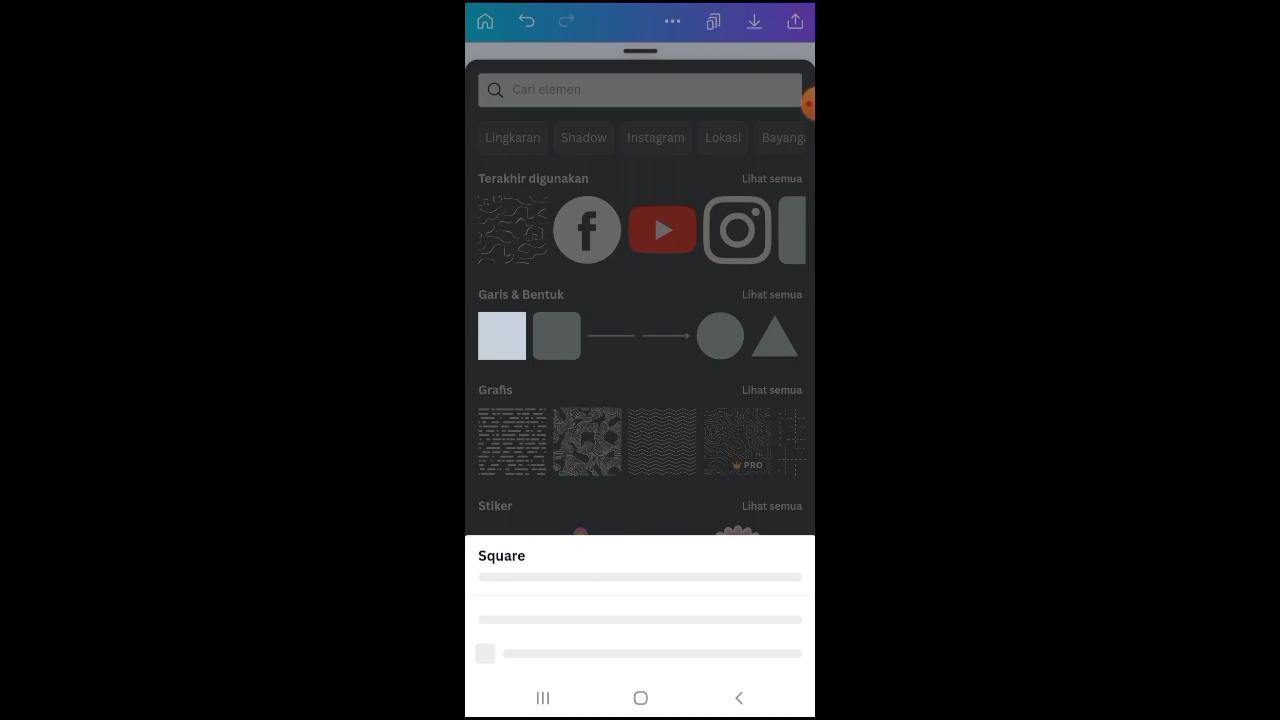 Cari elemen
Lingkaran Shadow Instagram Lokasi
Terakhir digunakan Lihat semua
Garis & Bentuk Lihat semua
Grafis Lihat semua
PRO
Stiker Lihat semua
Square